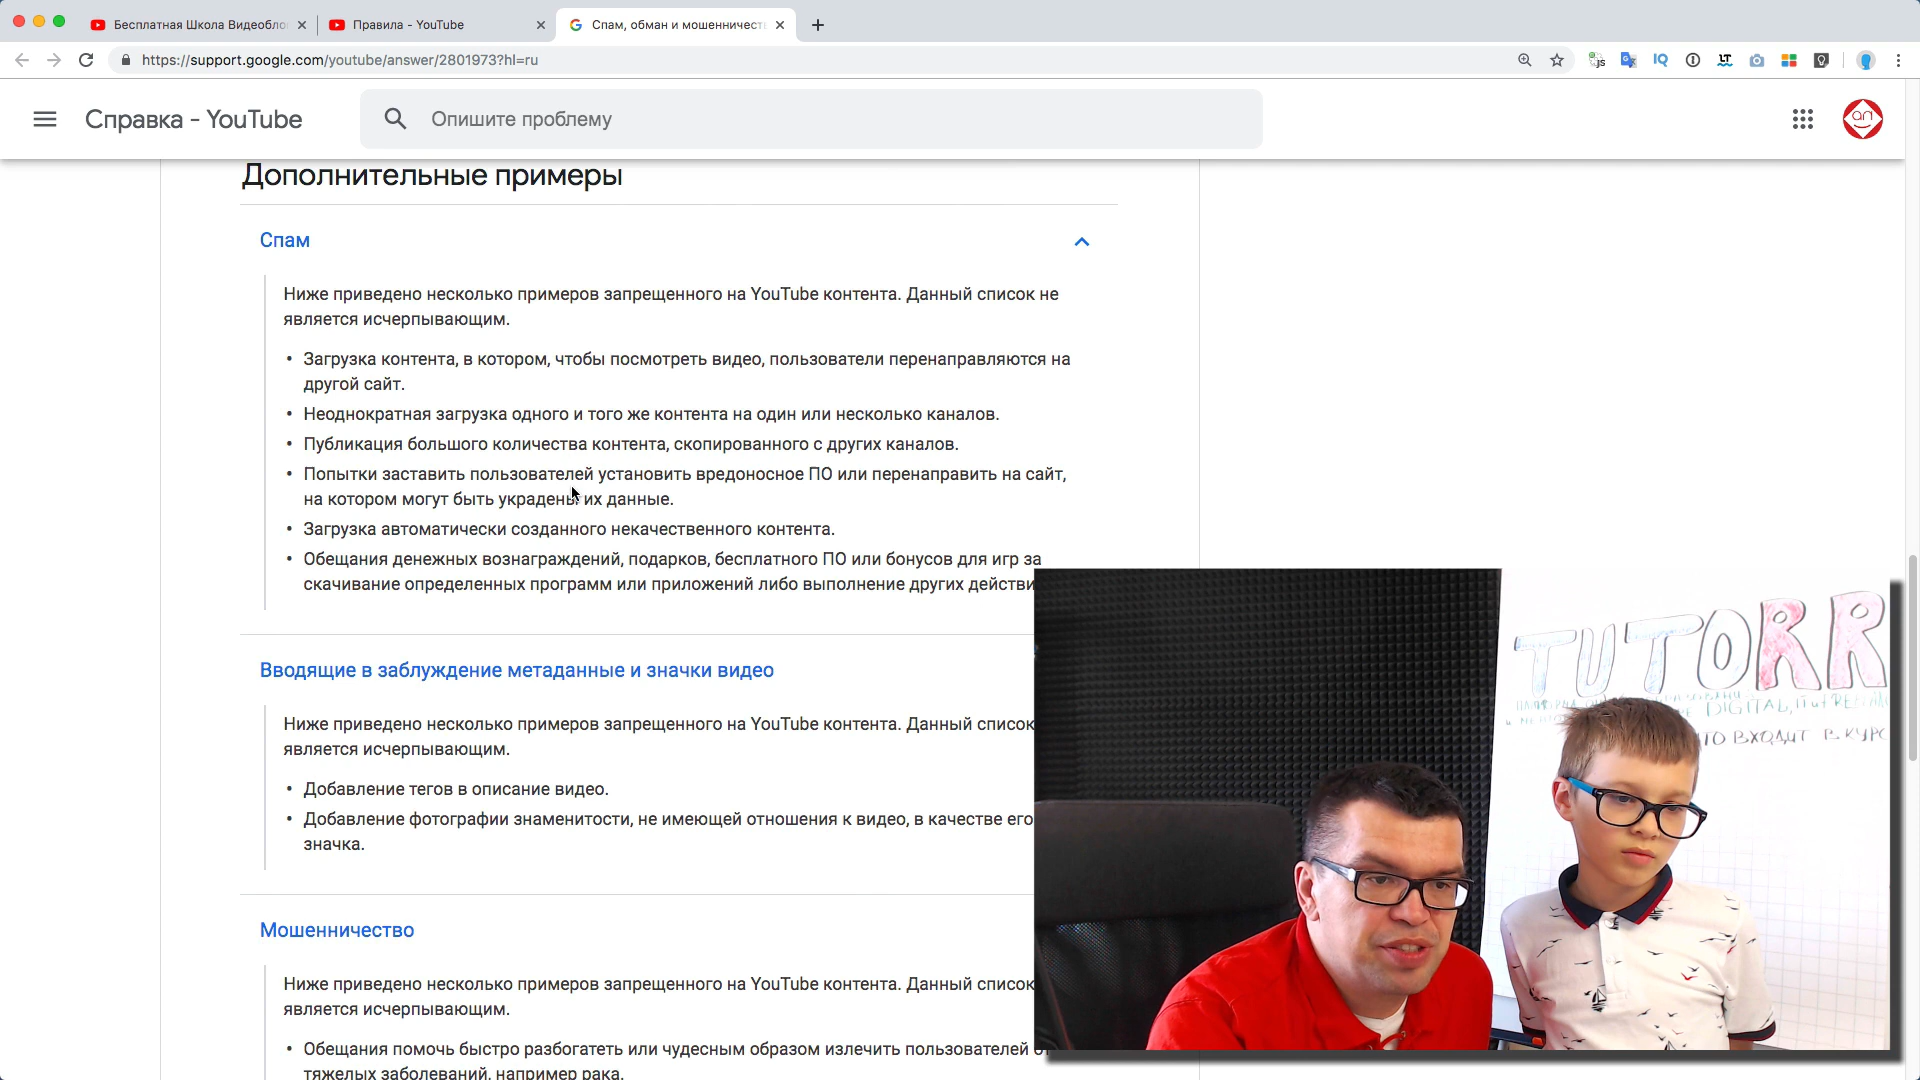 Бесплатная Школа Видеобло
Правила - YouTube
Спам, обман и мошенничест
https://support.google.com/youtube/answer/2801973?hl=ru
Справка - YouTube
Опишите проблему
Дополнительные примеры
Спам
Ниже приведено несколько примеров запрещенного на YouTube контента. Данный список не
является исчерпывающим.
• Загрузка контента, в котором, чтобы посмотреть видео, пользователи перенаправляются на
другой сайт.
• Неоднократная загрузка одного и того же контента на один или несколько каналов.
• Публикация большого количества контента, скопированного с других каналов.
• Попытки заставить пользователей установить вредоносное ПО или перенаправить на сайт,
на котором могут быть украдены их данные.
• Загрузка автоматически созданного некачественного контента.
• Обещания денежных вознаграждений, подарков, бесплатного ПО или бонусов для игр за
скачивание определенных программ или приложений либо выполнение других действи
Вводящие в заблуждение метаданные и значки видео
Ниже приведено несколько примеров запрещенного на YouTube контента. Данный список
является исчерпывающим.
• Добавление тегов в описание видео.
• Добавление фотографии знаменитости, не имеющей отношения к видео, в качестве его
значка.
Мошенничество
Ниже приведено несколько примеров запрещенного на YouTube контента. Данный список
является исчерпывающим.
• Обещания помочь быстро разбогатеть или чудесным образом излечить пользователей
тяжелых заболеваний, например рака.
TUTORR
DIGITAL, IT и
ЧТО ВХОДИТ В КУРС